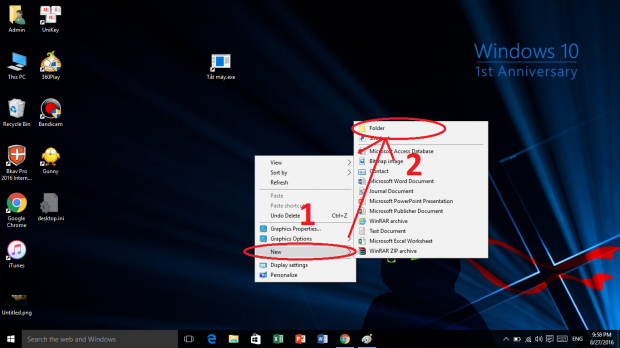 Admin
UniKey
This PC
360Play
Recycle Bin
Bandicam
Bkav Pro
2016 Intern...
Gunny
Google
Chrome
desktop.ini
iTunes
Untitled.png
Tắt máy.exe
Windows 10
1st Anniversary
1
View
Sort by
Refresh
Paste
Paste shortcut
Undo Delete Ctrl+Z
Graphics Properties...
Graphics Options
New
Display settings
Personalize
2
Folder
Microsoft Access Database
Bitmap image
Contact
Microsoft Word Document
Journal Document
Microsoft PowerPoint Presentation
Microsoft Publisher Document
WinRAR archive
Text Document
Microsoft Excel Worksheet
WinRAR ZIP archive
Search the web and Windows
ENG
9:58 PM
8/27/2016